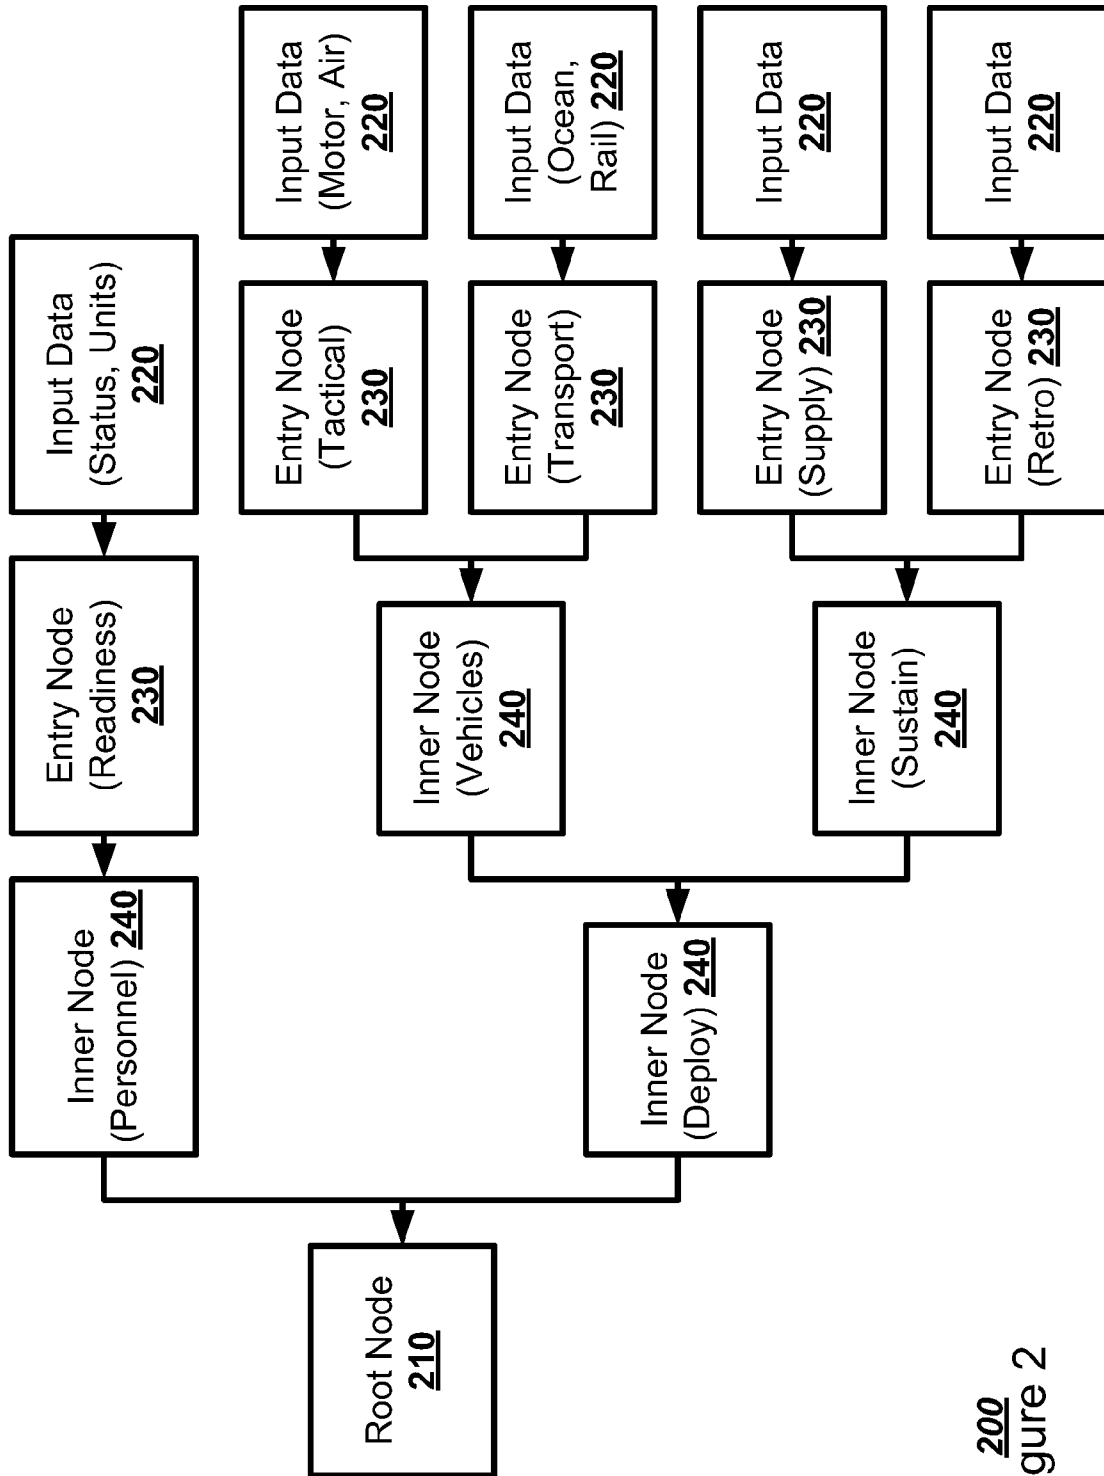 Inner Node
(Personnel) 240
Entry Node
(Readiness)
230
Input Data
(Status, Units)
220
Entry Node
(Tactical)
230
Input Data
(Motor, Air)
220
Root Node
210
Inner Node
(Vehicles)
240
Entry Node
(Transport)
230
Input Data
(Ocean,
Rail) 220
Inner Node
(Deploy) 240
Entry Node
(Supply) 230
Input Data
220
Inner Node
(Sustain)
240
Entry Node
(Retro) 230
Input Data
220
200
gure 2